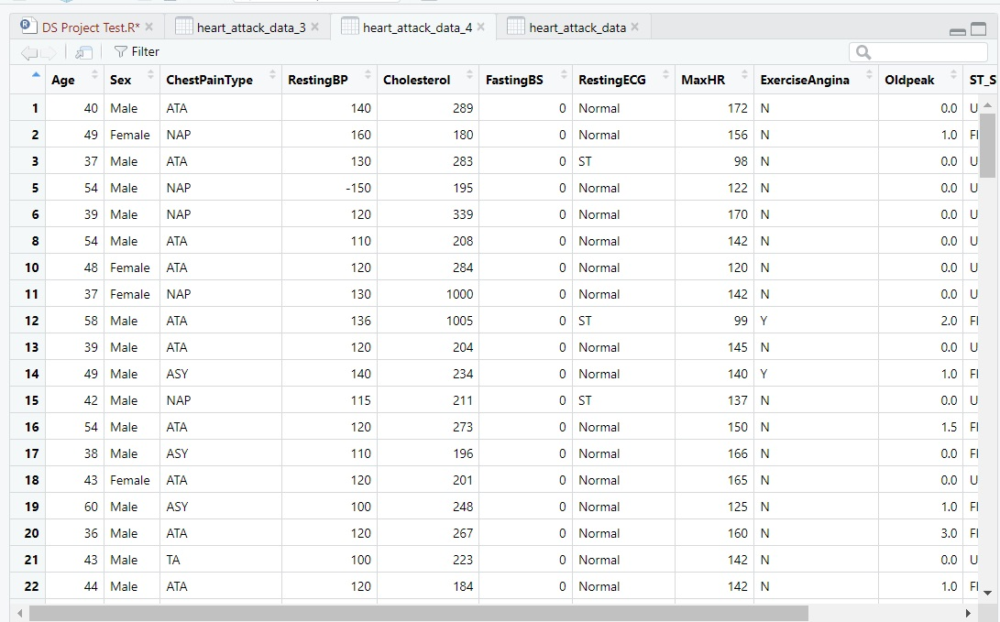 DS Project Test.R* heart_attack_data_3 heart_attack_data_4 heart_attack_data
Filter
Age Sex ChestPainType RestingBP Cholesterol FastingBS RestingECG MaxHR ExerciseAngina Oldpeak ST_S
1 40 Male ATA 140 289 0 Normal 172 N 0.0 U
2 49 Female NAP 160 180 0 Normal 156 N 1.0 Fl
3 37 Male ATA 130 283 0 ST 98 N 0.0 U
5 54 Male NAP -150 195 0 Normal 122 N 0.0 U
6 39 Male NAP 120 339 0 Normal 170 N 0.0 U
8 54 Male ATA 110 208 0 Normal 142 N 0.0 U
10 48 Female ATA 120 284 0 Normal 120 N 0.0 U
11 37 Female NAP 130 1000 0 Normal 142 N 0.0 U
12 58 Male ATA 136 1005 0 ST 99 Y 2.0 Fl
13 39 Male ATA 120 204 0 Normal 145 N 0.0 U
14 49 Male ASY 140 234 0 Normal 140 Y 1.0 Fl
15 42 Male NAP 115 211 0 ST 137 N 0.0 U
16 54 Male ATA 120 273 0 Normal 150 N 1.5 Fl
17 38 Male ASY 110 196 0 Normal 166 N 0.0 Fl
18 43 Female ATA 120 201 0 Normal 165 N 0.0 U
19 60 Male ASY 100 248 0 Normal 125 N 1.0 Fl
20 36 Male ATA 120 267 0 Normal 160 N 3.0 Fl
21 43 Male TA 100 223 0 Normal 142 N 0.0 U
22 44 Male ATA 120 184 0 Normal 142 N 1.0 Fl